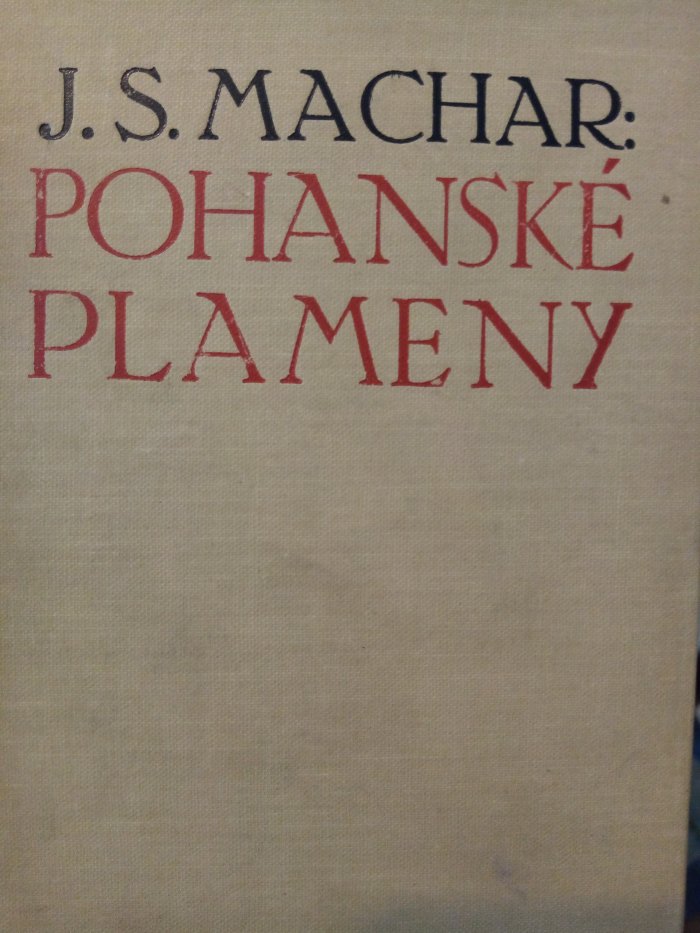 J. S. MACHAR:
POHANSKÉ
PLAMENY